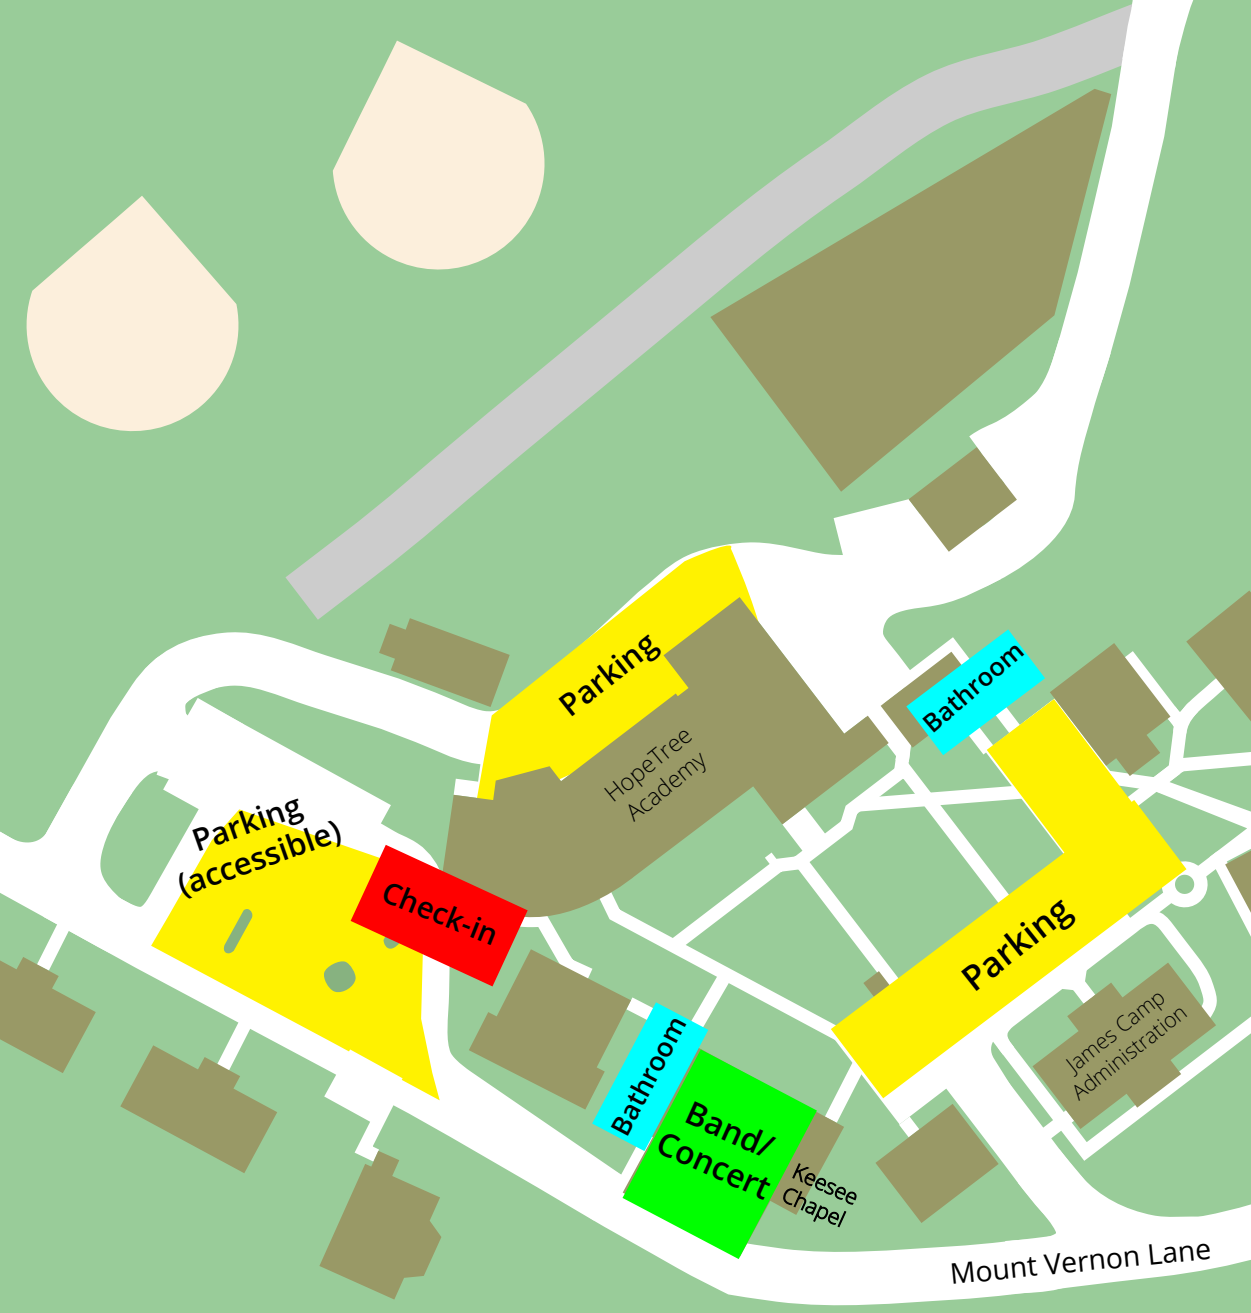 Parking
Bathroom
HopeTree
Academy
Parking
(accessible)
Check-in
Parking
Bathroom
James Camp
Administration
Band/
Concert
Keesee
Chapel
Mount Vernon Lane